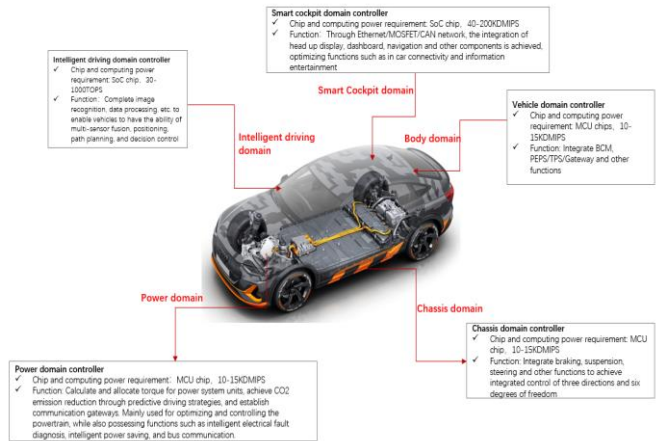 Smart cockpit domain controller
✓ Chip and computing power requirement: SoC chip, 40-200KDMIPS
✓ Function: Through Ethernet/MOSFET/CAN network, the integration of
head up display, dashboard, navigation and other components is achieved,
optimizing functions such as in car connectivity and information
entertainment
Intelligent driving domain controller
✓ Chip and computing power
requirement: SoC chip, 30-
1000TOPS
✓ Function: Complete image
recognition, data processing, etc. to
enable vehicles to have the ability of
multi-sensor fusion, positioning,
path planning, and decision control
Smart Cockpit domain
Intelligent driving
domain
Body domain
Vehicle domain controller
✓ Chip and computing power
requirement: MCU chips, 10-
15KDMIPS
✓ Function: Integrate BCM,
PEPS/TPS/Gateway and other
functions
Power domain
Chassis domain
Chassis domain controller
✓ Chip and computing power requirement: MCU
chip, 10-15KDMIPS
✓ Function: Integrate braking, suspension,
steering and other functions to achieve
integrated control of three directions and six
degrees of freedom
Power domain controller
✓ Chip and computing power requirement: MCU chip, 10-15KDMIPS
✓ Function: Calculate and allocate torque for power system units, achieve CO2
emission reduction through predictive driving strategies, and establish
communication gateways. Mainly used for optimizing and controlling the
powertrain, while also possessing functions such as intelligent electrical fault
diagnosis, intelligent power saving, and bus communication.